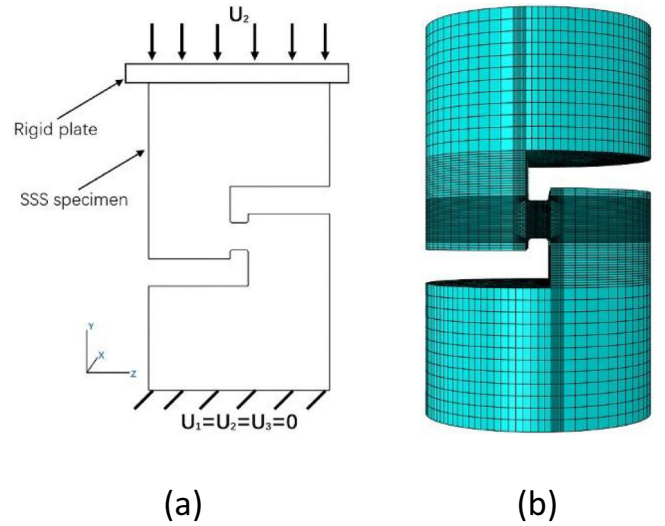 U₂
Rigid plate
SSS specimen
Y
X
Z
U₁=U₂=U₃=0
(a)
(b)